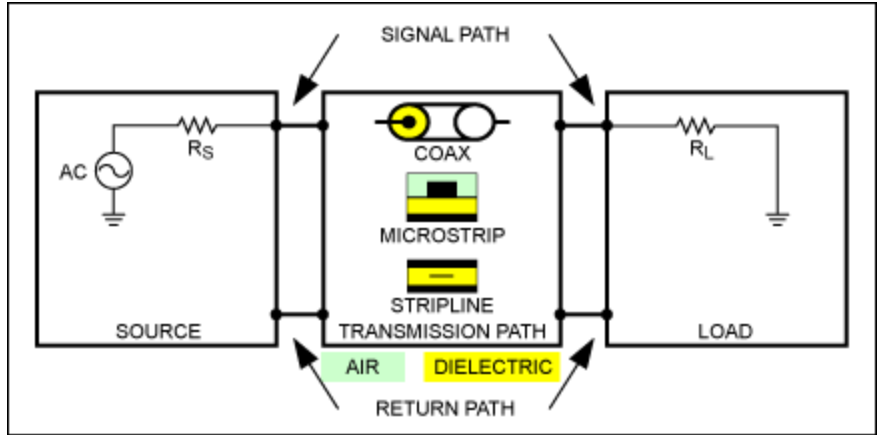 SIGNAL PATH
RS
AC
COAX
RL
MICROSTRIP
STRIPLINE
SOURCE
TRANSMISSION PATH
LOAD
AIR
DIELECTRIC
RETURN PATH